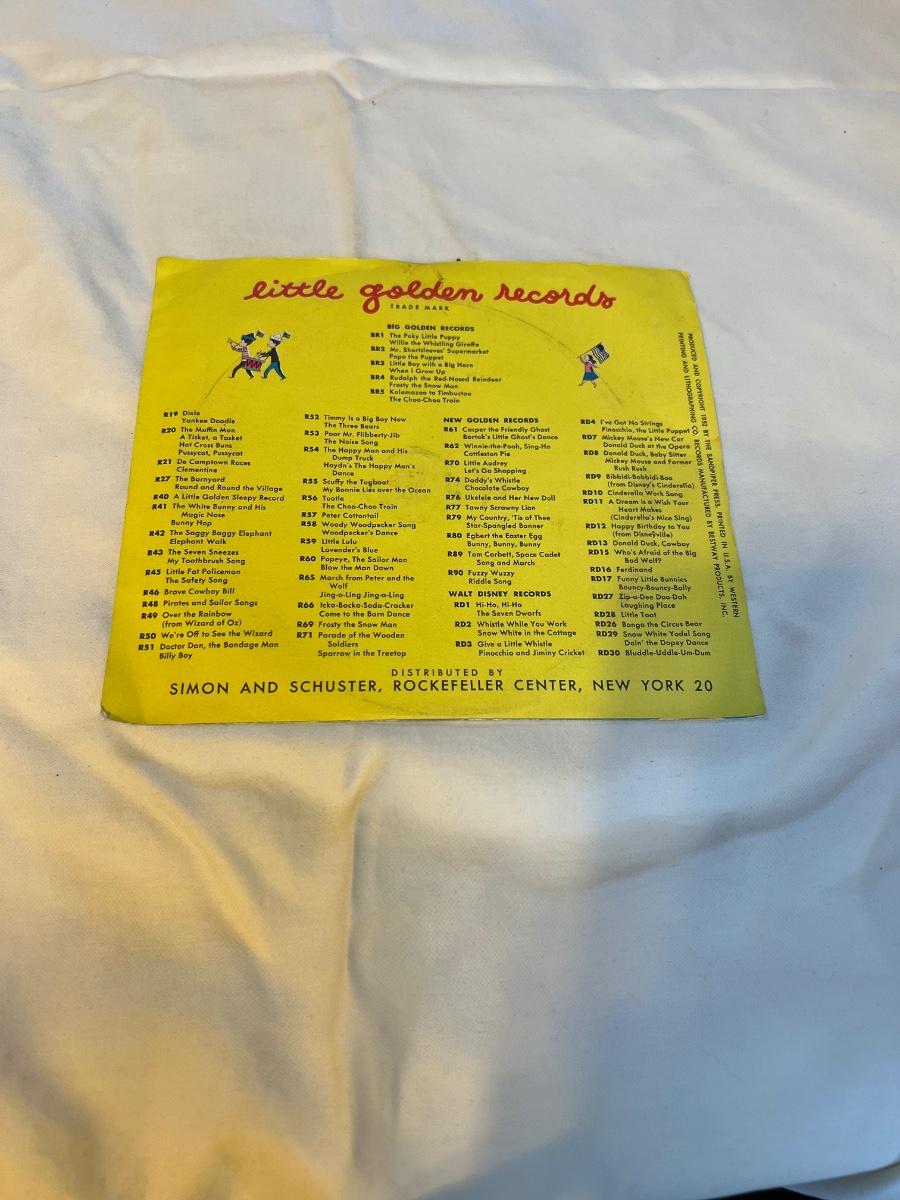 little golden records
TRADE MARK
BIG GOLDEN RECORDS
BR1 The Poky Little Puppy
Willie the Whistling Giraffe
BR2 Mr. Shortsleeves' Supermarket
Popo the Puppet
BR3 Little Boy with a Big Horn
When I Grow Up
BR4 Rudolph the Red-Nosed Reindeer
Frosty the Snow Man
BR5 Kalamazoo to Timbuctoo
The Choo-Choo Train
R19 Dixie
Yankee Doodle
R20 The Muffin Man
A Tisket, a Tasket
Hot Cross Buns
Pussycat, Pussycat
R21 De Camptown Races
Clementine
R27 The Barnyard
Round and Round the Village
R40 A Little Golden Sleepy Record
R41 The White Bunny and His
Magic Nose
Bunny Hop
R42 The Saggy Baggy Elephant
Elephant Walk
R43 The Seven Sneezes
My Toothbrush Song
R45 Little Fat Policeman
The Safety Song
R46 Brave Cowboy Bill
R48 Pirates and Sailor Songs
R49 Over the Rainbow
(from Wizard of Oz)
R50 We're Off to See the Wizard
R51 Doctor Dan, the Bandage Man
Billy Boy
R52 Timmy Is a Big Boy Now
The Three Bears
R53 Poor Mr. Flibberty-Jib
The Noise Song
R54 The Happy Man and His
Dump Truck
Haydn's The Happy Man's
Dance
R55 Scuffy the Tugboat
My Bonnie Lies over the Ocean
R56 Tootle
The Choo-Choo Train
R57 Peter Cottontail
R58 Woody Woodpecker Song
Woodpecker's Dance
R59 Little Lulu
Lavender's Blue
R60 Popeye, The Sailor Man
Blow the Man Down
R65 March from Peter and the
Wolf
Jing-a-Ling Jing-a-Ling
R66 Icka-Backa-Soda-Cracker
Come to the Barn Dance
R69 Frosty the Snow Man
R71 Parade of the Wooden
Soldiers
Sparrow in the Treetop
NEW GOLDEN RECORDS
R61 Casper the Friendly Ghost
Bartok's Little Ghost's Dance
R62 Winnie-the-Pooh, Sing-Ho
Cottleston Pie
R70 Little Audrey
Let's Go Shopping
R74 Daddy's Whistle
Chocolate Cowboy
R76 Ukelele and Her New Doll
R77 Tawny Scrawny Lion
R79 My Country, 'Tis of Thee
Star-Spangled Banner
R80 Egbert the Easter Egg
Bunny, Bunny, Bunny
R89 Tom Corbett, Space Cadet
Song and March
R90 Fuzzy Wuzzy
Riddle Song
WALT DISNEY RECORDS
RD1 Hi-Ho, Hi-Ho
The Seven Dwarfs
RD2 Whistle While You Work
Snow White in the Cottage
RD3 Give a Little Whistle
Pinocchio and Jiminy Cricket
RD4 I've Got No Strings
Pinocchio, the Little Puppet
RD7 Mickey Mouse's New Car
Donald Duck at the Opera
RD8 Donald Duck, Baby Sitter
Mickey Mouse and Farmer
Rush Rush
RD9 Bibbidi-Bobbidi-Boo
(from Disney's Cinderella)
RD10 Cinderella Work Song
RD11 A Dream is a Wish Your
Heart Makes
(Cinderella's Mice Sing)
RD12 Happy Birthday to You
(from Disneyville)
RD13 Donald Duck, Cowboy
RD15 Who's Afraid of the Big
Bad Wolf?
RD16 Ferdinand
RD17 Funny Little Bunnies
Bouncy-Bouncy-Bally
RD27 Zip-a-Dee Doo-Dah
Laughing Place
RD28 Little Toot
RD26 Bongo the Circus Bear
RD29 Snow White Yodel Song
Doin' the Dopey Dance
RD30 Bluddle-Uddle-Um-Dum
PRODUCED AND COPYRIGHT 1952 BY THE SANDPIPER PRESS. PRINTED IN U.S.A. BY WESTERN
PRINTING AND LITHOGRAPHING CO. RECORDS MANUFACTURED BY BESTWAY PRODUCTS, INC.
DISTRIBUTED BY
SIMON AND SCHUSTER, ROCKEFELLER CENTER, NEW YORK 20